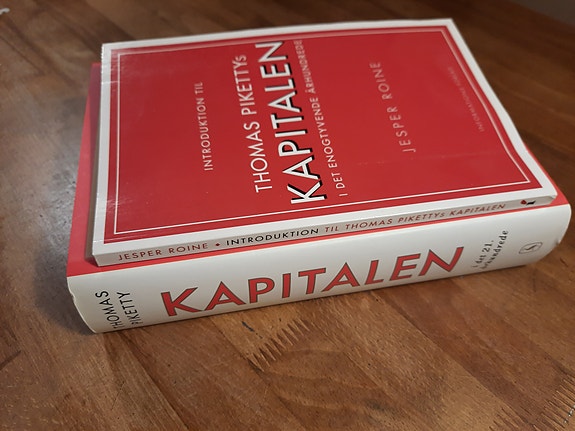 INTRODUKTION TIL
THOMAS PIKETTYs
KAPITALEN
I DET ENOGTYVENDE ÅRHUNDREDE
JESPER ROINE
JESPER ROINE • INTRODUKTION TIL THOMAS PIKETTYs KAPITALEN
THOMAS
PIKETTY
KAPITALEN
i det 21.
århundrede